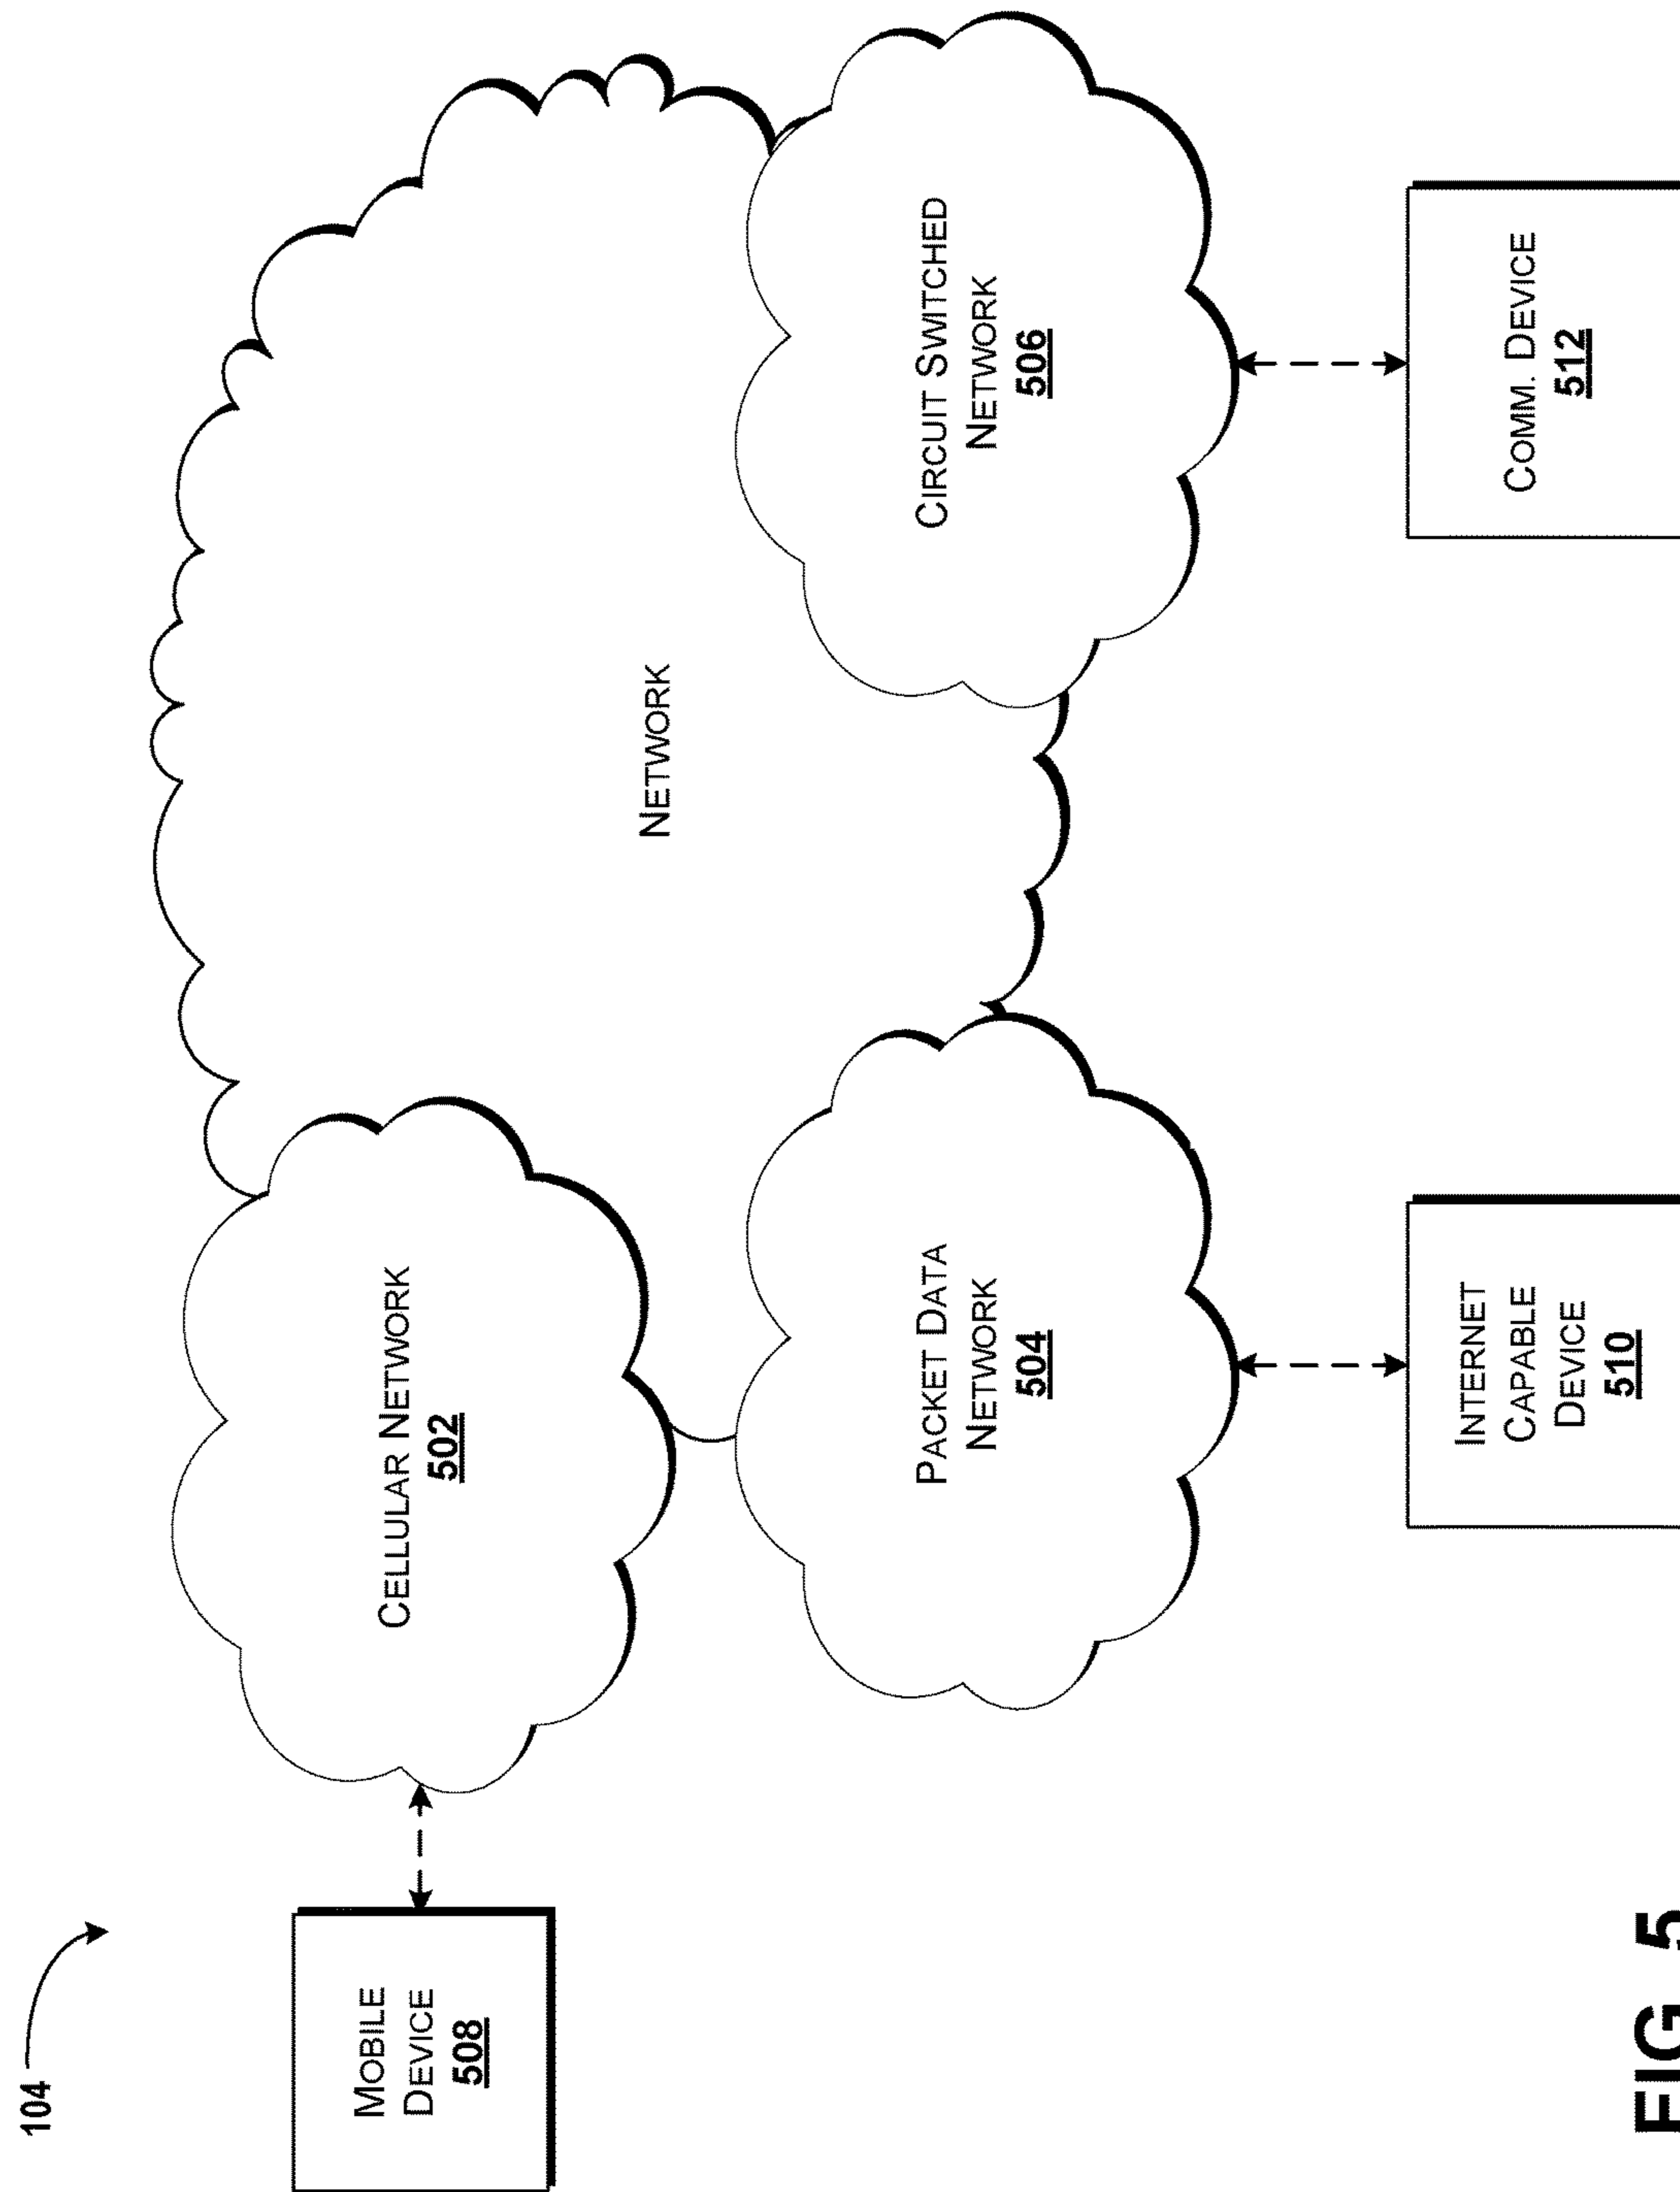 104
MOBILE
DEVICE
508
CELLULAR NETWORK
502
NETWORK
PACKET DATA
NETWORK
504
CIRCUIT SWITCHED
NETWORK
506
INTERNET
CAPABLE
DEVICE
510
COMM. DEVICE
512
FIG. 5